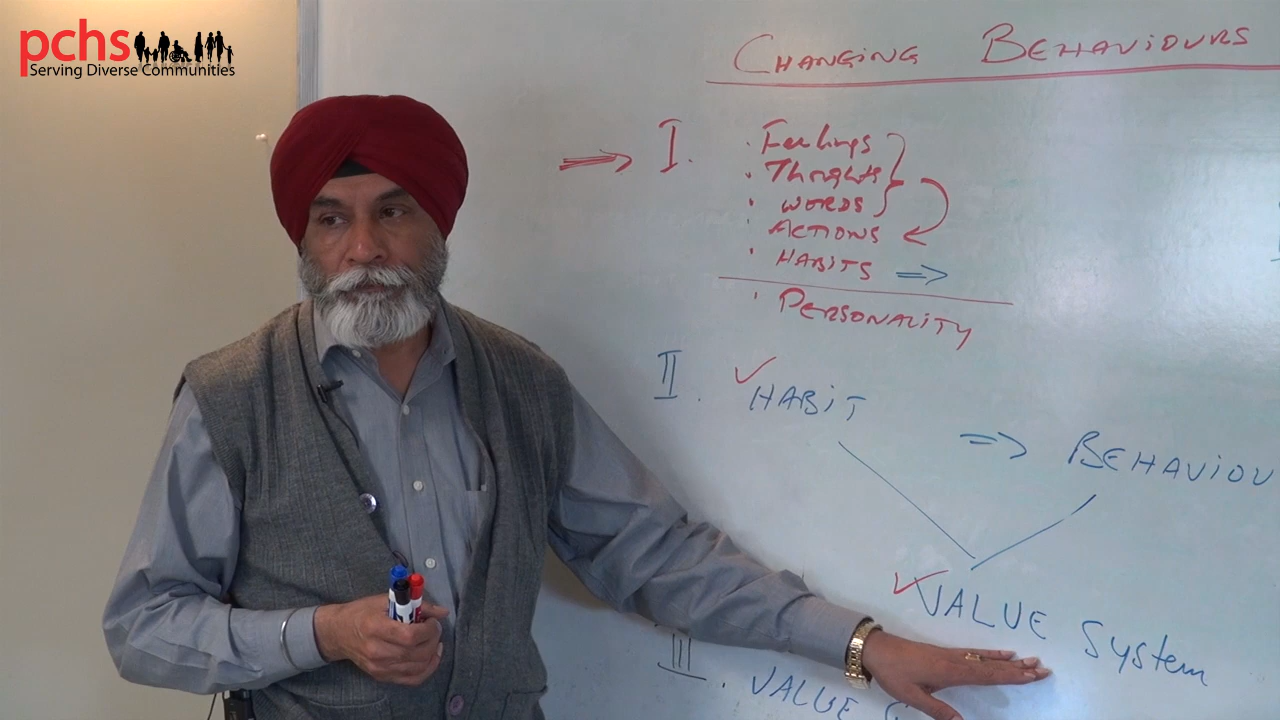 pchs
Serving Diverse Communities
CHANGING BEHAVIOURS
I. · Feelings
· Thoughts
· WORDS
· ACTIONS
· HABITS =>
· PERSONALITY
II. ✓ HABIT
=> BEHAVIOU
✓ VALUE System
III. VALUE S